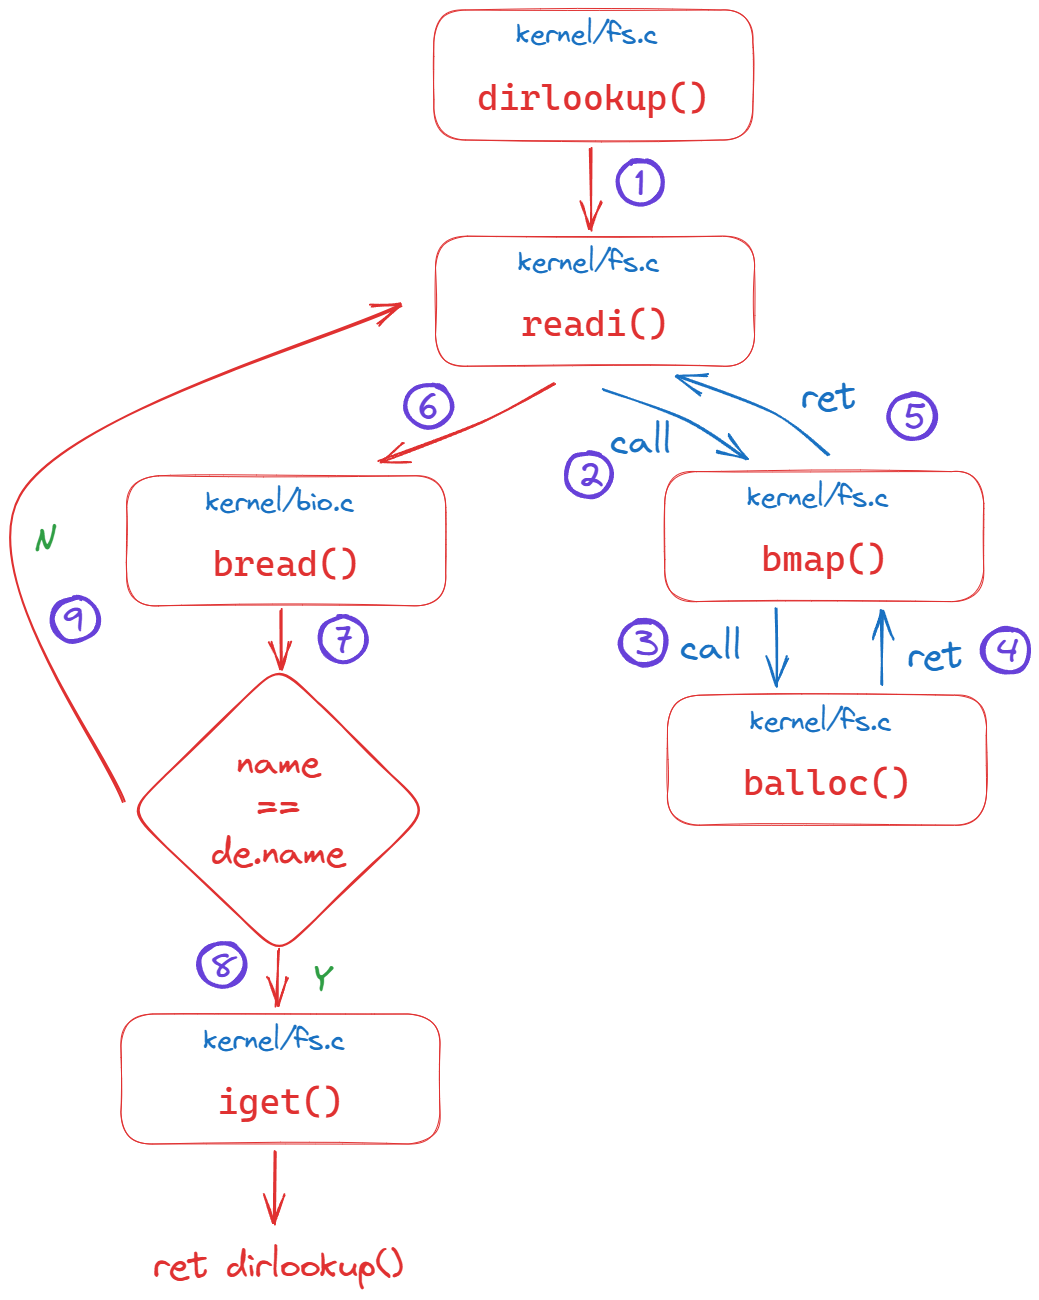 kernel/fs.c
dirlookup()
1
kernel/fs.c
readi()
6
call
2
ret
5
kernel/bio.c
bread()
kernel/fs.c
bmap()
N
9
7
3
call
ret
4
kernel/fs.c
balloc()
name
==
de.name
8
Y
kernel/fs.c
iget()
ret dirlookup()